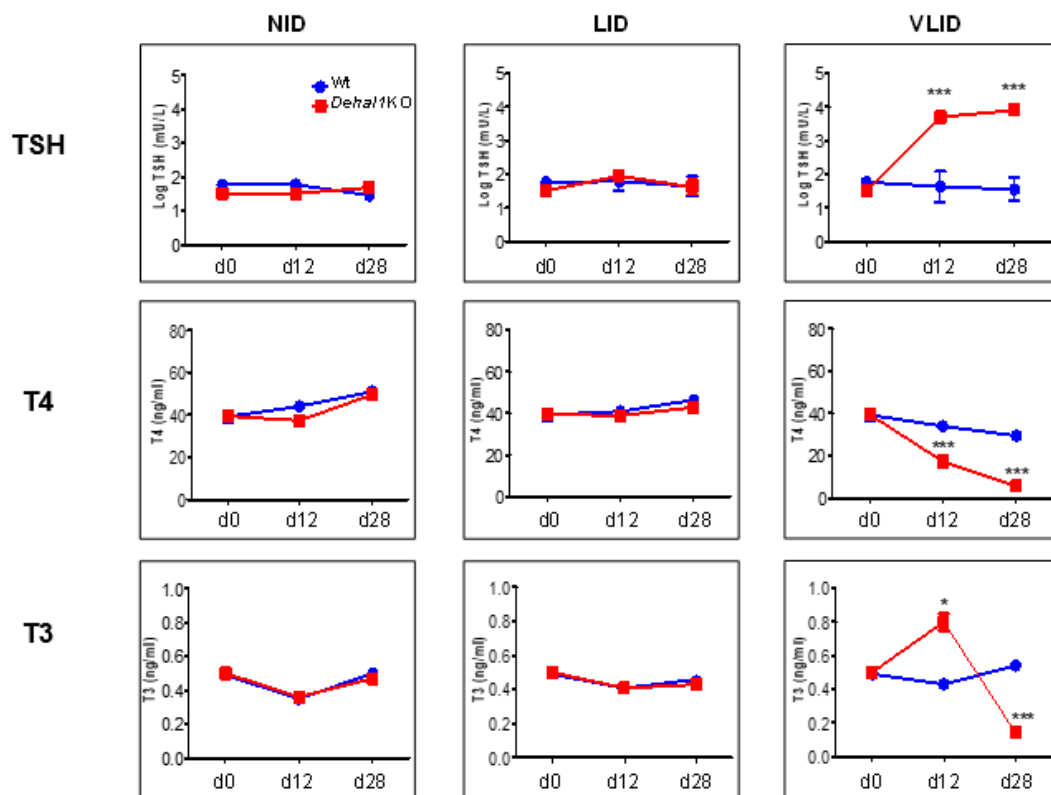 NID LID VLID
TSH
Log TSH (mU/L)
5
4
3
2
1
0
d0 d12 d28
Wt
Dehal1KO
Log TSH (mU/L)
5
4
3
2
1
0
d0 d12 d28
Log TSH (mU/L)
5
4
3
2
1
0
d0 d12 d28
*** ***
T4
T4 (ng/ml)
80
60
40
20
0
d0 d12 d28
T4 (ng/ml)
80
60
40
20
0
d0 d12 d28
T4 (ng/ml)
80
60
40
20
0
d0 d12 d28
***
***
T3
T3 (ng/ml)
1.0
0.8
0.6
0.4
0.2
0.0
d0 d12 d28
T3 (ng/ml)
1.0
0.8
0.6
0.4
0.2
0.0
d0 d12 d28
T3 (ng/ml)
1.0
0.8
0.6
0.4
0.2
0.0
d0 d12 d28
*
***